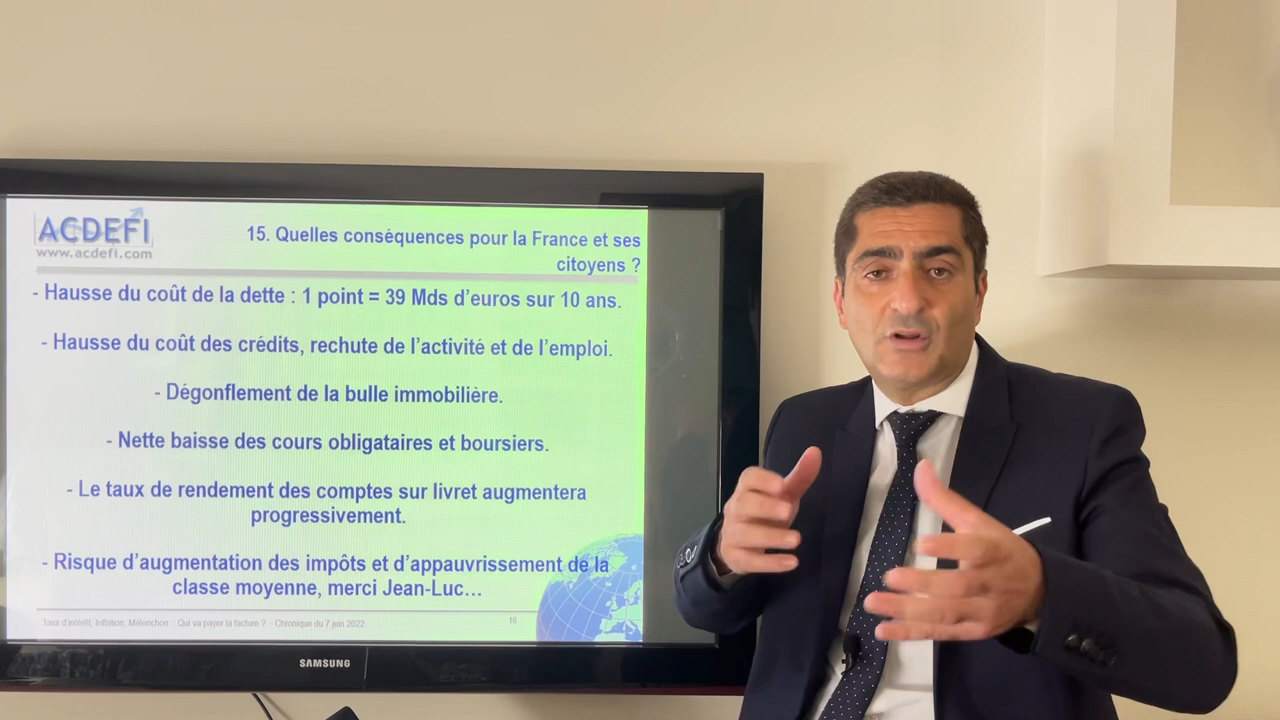 ACDEFI
www.acdefi.com
15. Quelles conséquences pour la France et ses
citoyens ?
- Hausse du coût de la dette : 1 point = 39 Mds d’euros sur 10 ans.
- Hausse du coût des crédits, rechute de l’activité et de l’emploi.
- Dégonflement de la bulle immobilière.
- Nette baisse des cours obligataires et boursiers.
- Le taux de rendement des comptes sur livret augmentera
progressivement.
- Risque d’augmentation des impôts et d’appauvrissement de la
classe moyenne, merci Jean-Luc…
Taux d’intérêt, Inflation, Mélenchon : Qui va payer la facture ? - Chronique du 7 juin 2022
16
SAMSUNG